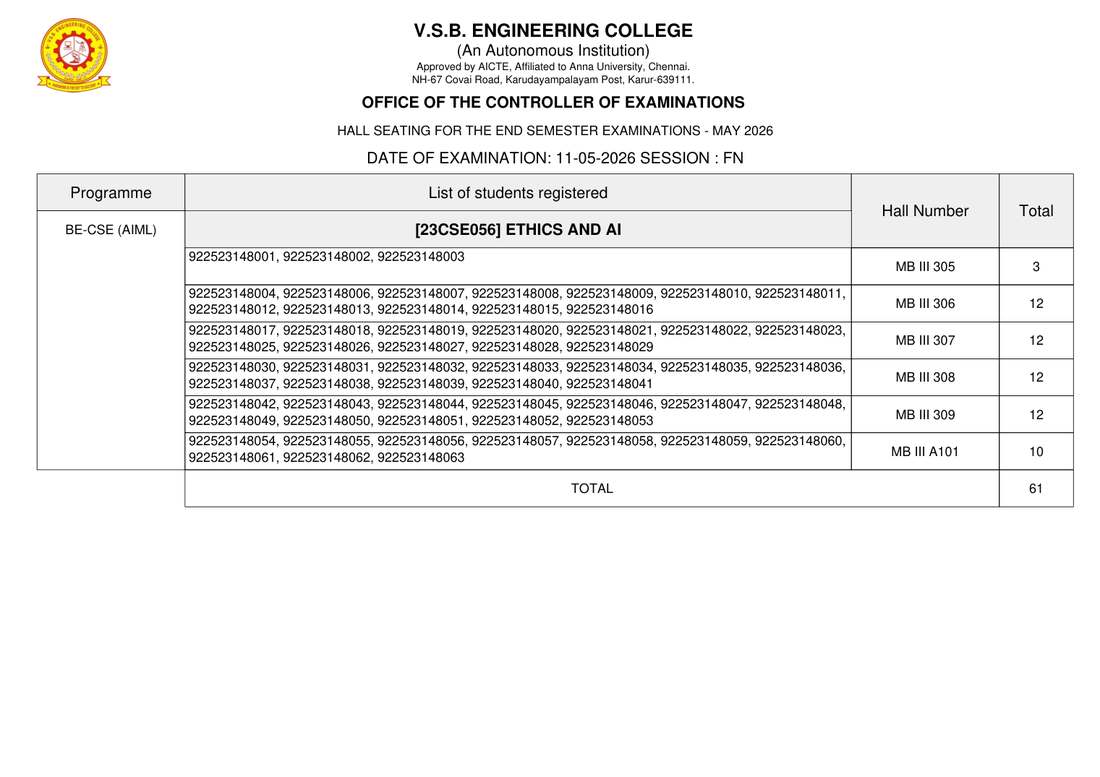 V.S.B. ENGINEERING COLLEGE
(An Autonomous Institution)
Approved by AICTE, Affiliated to Anna University, Chennai.
NH-67 Covai Road, Karudayampalayam Post, Karur-639111.
OFFICE OF THE CONTROLLER OF EXAMINATIONS
HALL SEATING FOR THE END SEMESTER EXAMINATIONS - MAY 2026
DATE OF EXAMINATION: 11-05-2026 SESSION : FN
Programme List of students registered Hall Number Total
BE-CSE (AIML) [23CSE056] ETHICS AND AI
922523148001, 922523148002, 922523148003 MB III 305 3
922523148004, 922523148006, 922523148007, 922523148008, 922523148009, 922523148010, 922523148011,
922523148012, 922523148013, 922523148014, 922523148015, 922523148016 MB III 306 12
922523148017, 922523148018, 922523148019, 922523148020, 922523148021, 922523148022, 922523148023,
922523148025, 922523148026, 922523148027, 922523148028, 922523148029 MB III 307 12
922523148030, 922523148031, 922523148032, 922523148033, 922523148034, 922523148035, 922523148036,
922523148037, 922523148038, 922523148039, 922523148040, 922523148041 MB III 308 12
922523148042, 922523148043, 922523148044, 922523148045, 922523148046, 922523148047, 922523148048,
922523148049, 922523148050, 922523148051, 922523148052, 922523148053 MB III 309 12
922523148054, 922523148055, 922523148056, 922523148057, 922523148058, 922523148059, 922523148060,
922523148061, 922523148062, 922523148063 MB III A101 10
TOTAL 61